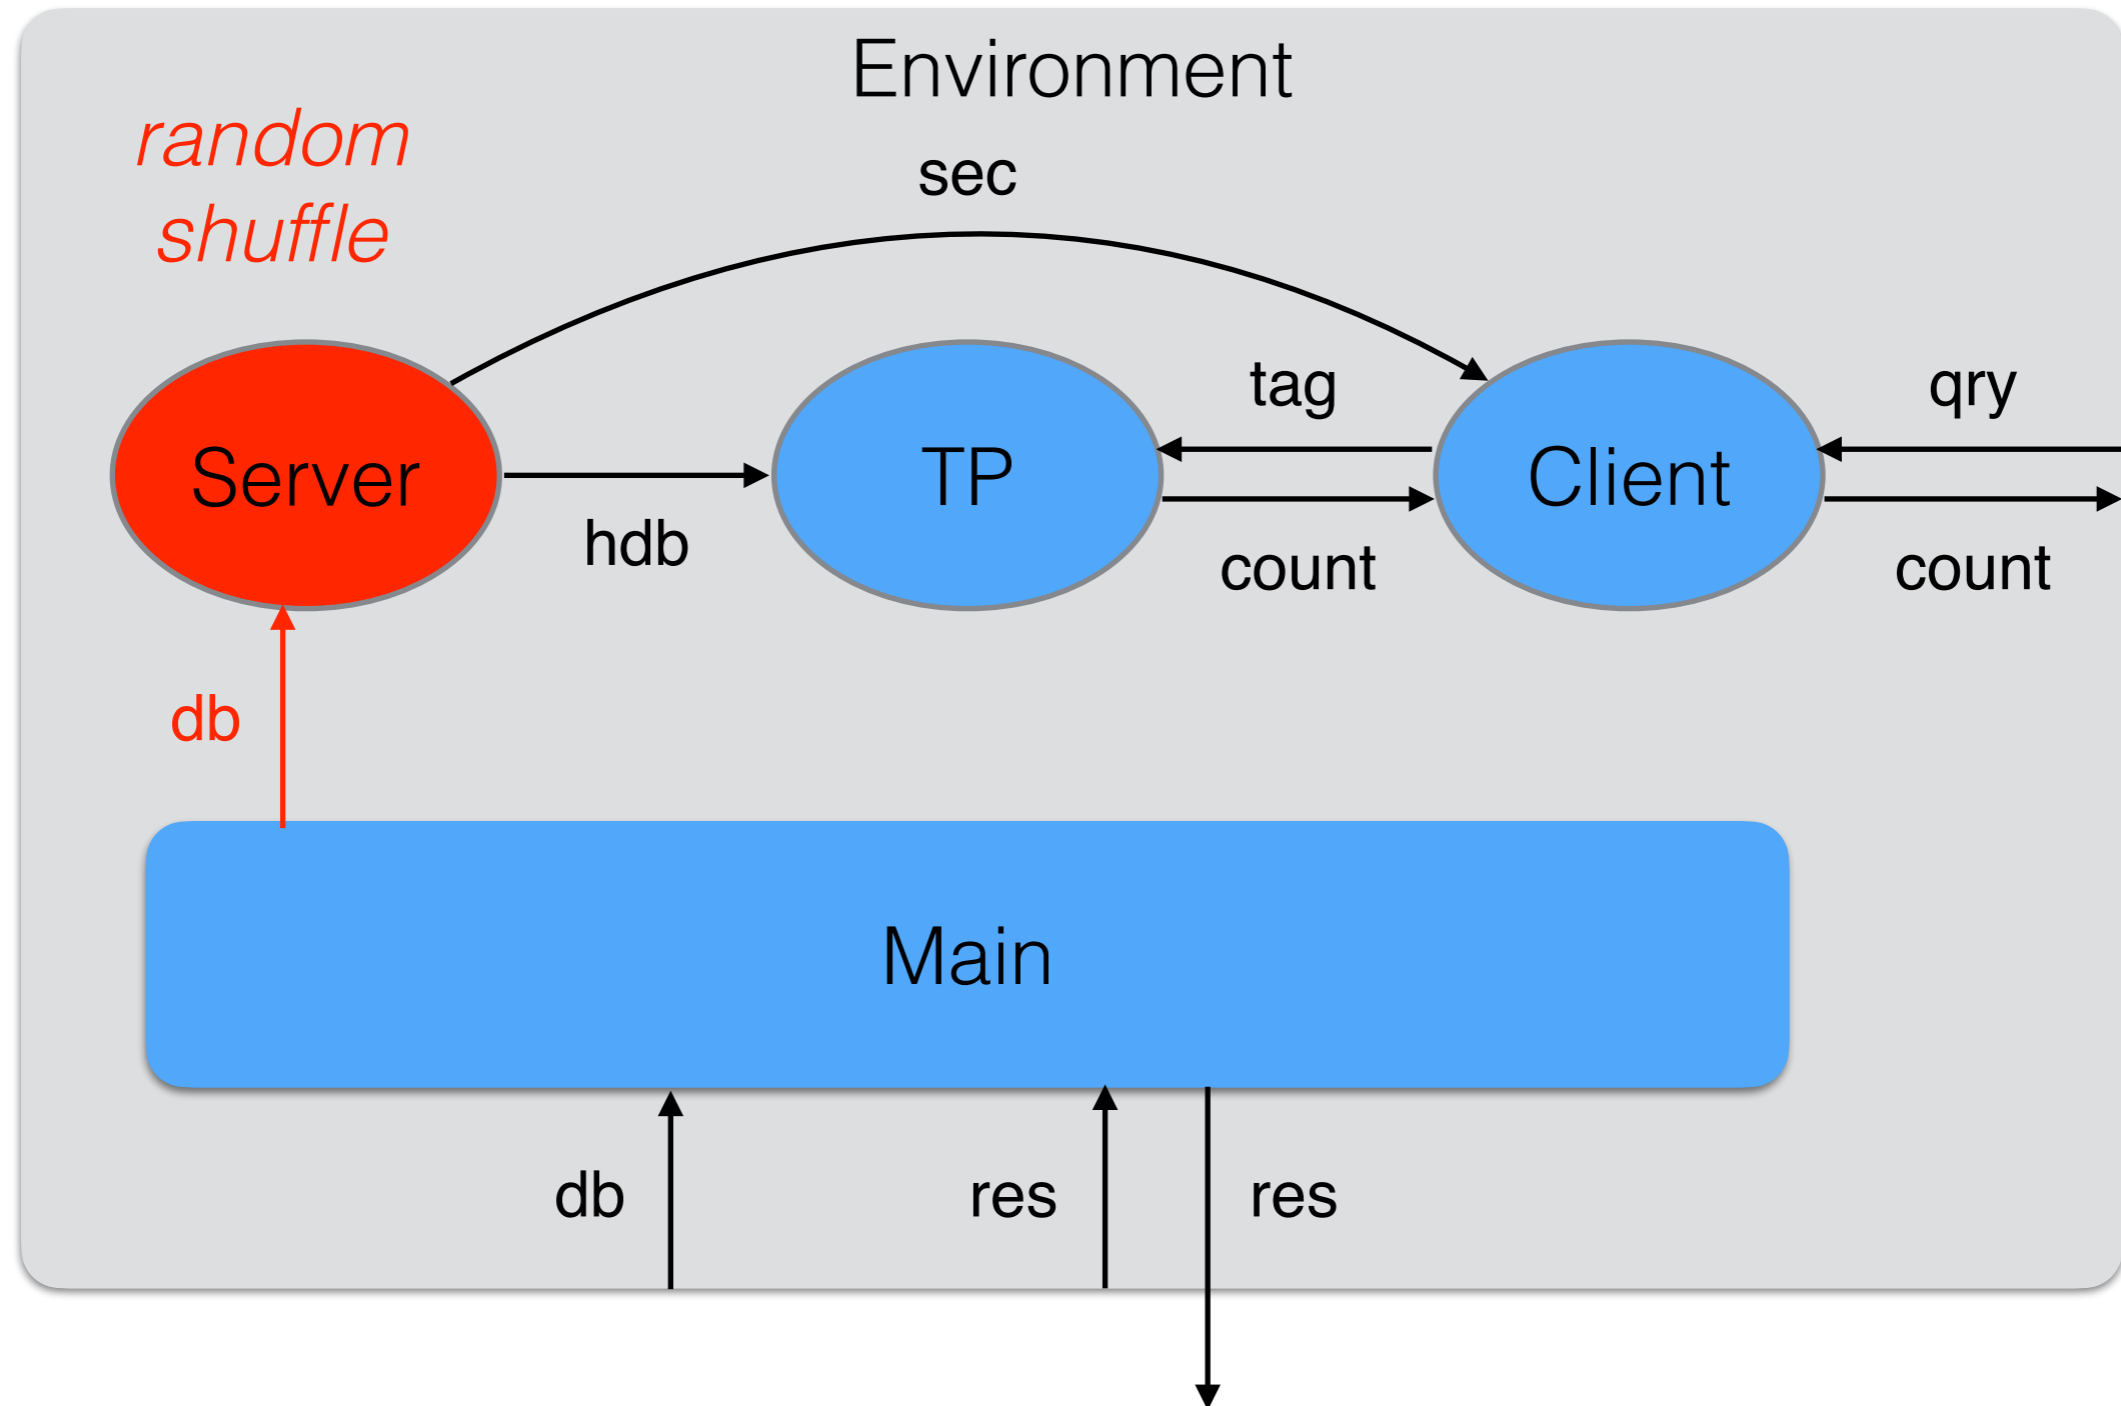 Environment
random
shuffle
sec
tag
qry
Server
TP
Client
hdb
count
count
db
Main
db
res
res